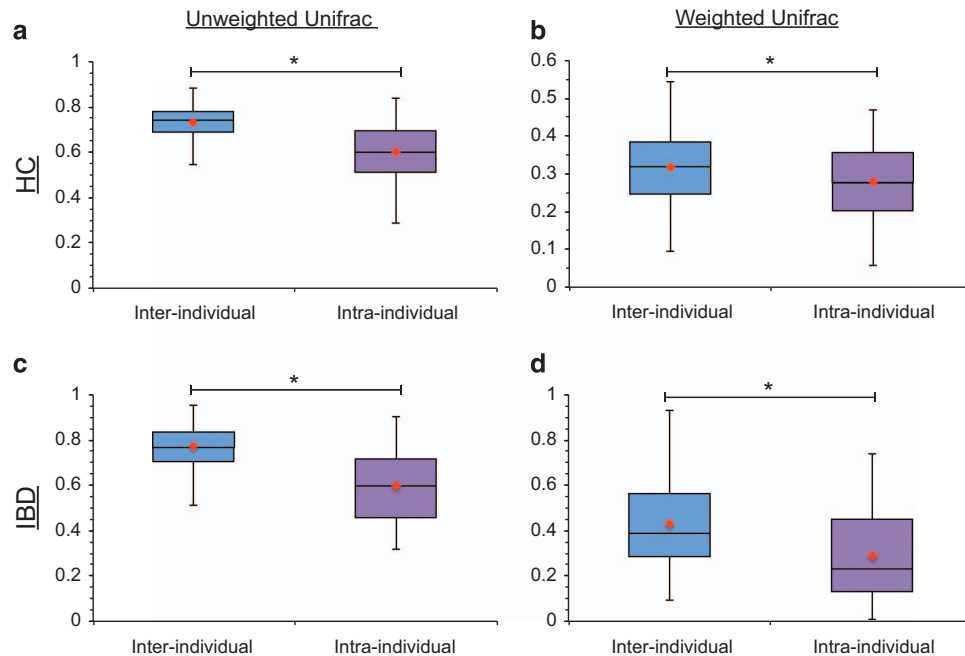 Unweighted Unifrac
Weighted Unifrac
a
HC
1
0.8
0.6
0.4
0.2
0
*
Inter-individual
Intra-individual
b
0.6
0.5
0.4
0.3
0.2
0.1
0
*
Inter-individual
Intra-individual
c
IBD
1
0.8
0.6
0.4
0.2
0
*
Inter-individual
Intra-individual
d
1
0.8
0.6
0.4
0.2
0
*
Inter-individual
Intra-individual